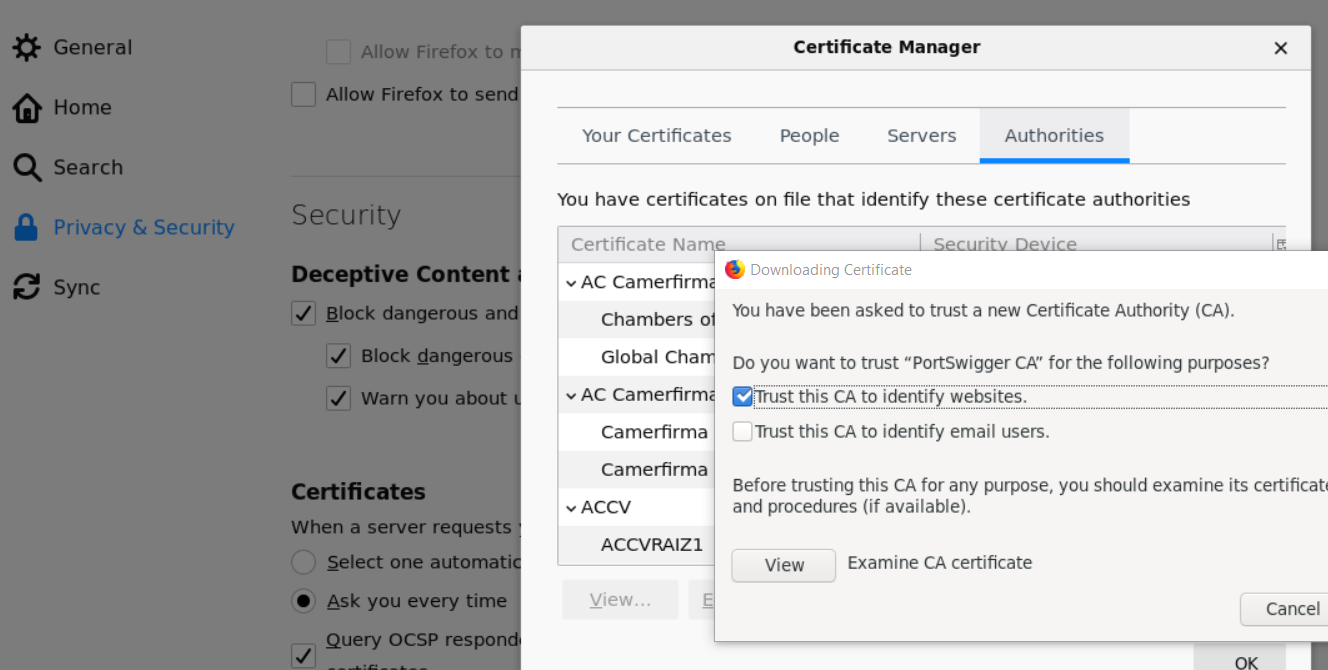 General
Home
Search
Privacy & Security
Sync
Allow Firefox to
Allow Firefox to send
Security
Deceptive Content
Block dangerous and
Block dangerous
Warn you about
Certificates
When a server requests
Select one
Ask you every time
Query OCSP
Certificate Manager
Your Certificates
People
Servers
Authorities
You have certificates on file that identify these certificate authorities
Certificate Name
Security Device
AC Camerfirma
Chambers of
Global Cham
AC Camerfirma
Camerfirma
Camerfirma
ACCV
ACCVRAIZ1
View...
E
OK
Downloading Certificate
You have been asked to trust a new Certificate Authority (CA).
Do you want to trust “PortSwigger CA” for the following purposes?
Trust this CA to identify websites.
Trust this CA to identify email users.
Before trusting this CA for any purpose, you should examine its certificate
and procedures (if available).
View
Examine CA certificate
Cancel